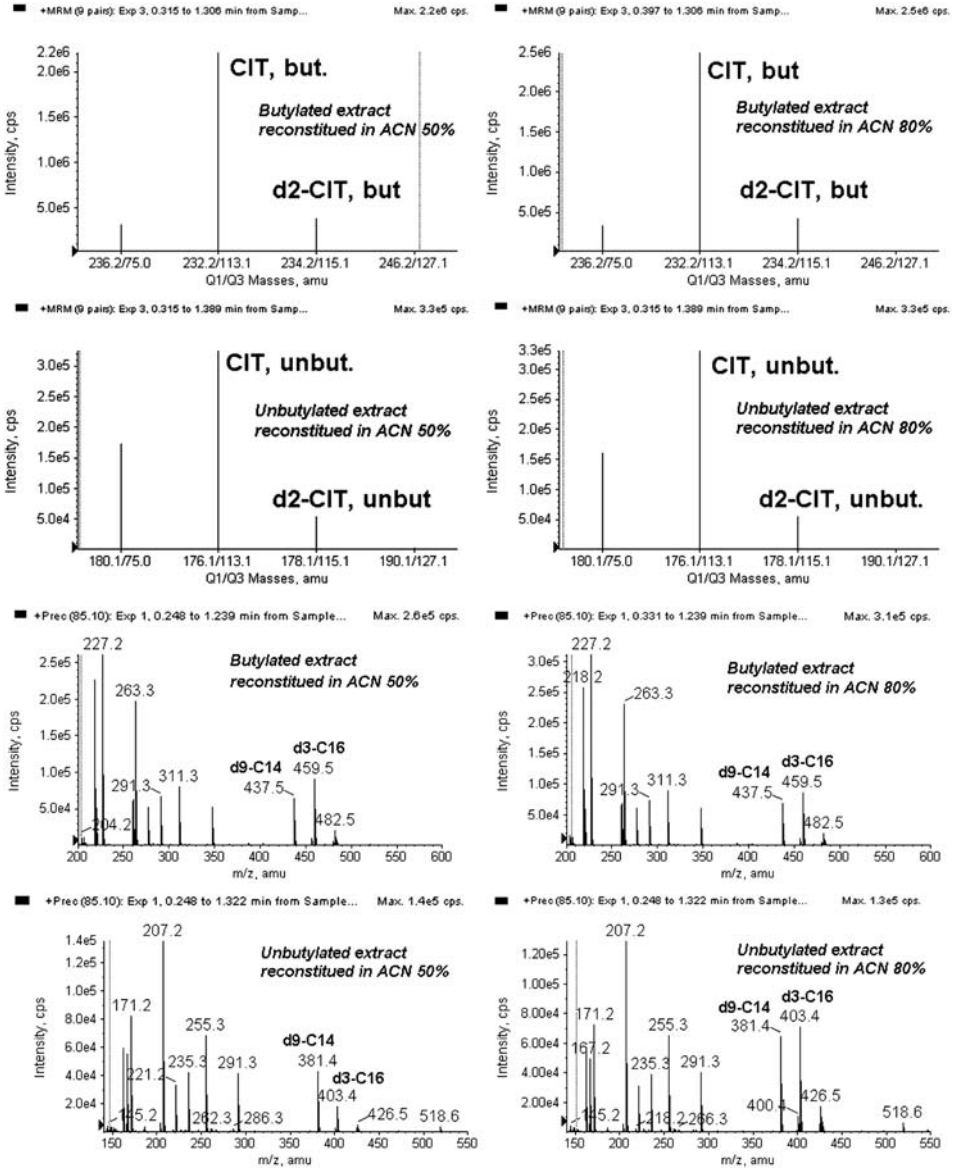 +MRM (9 pairs): Exp 3, 0.315 to 1.306 min from Samp... Max. 2.2e6 cps.
2.2e6
2.0e6
1.5e6
1.0e6
5.0e5
Intensity, cps
CIT, but.
Butylated extract
reconstitued in ACN 50%
d2-CIT, but
236.2/75.0 232.2/113.1 234.2/115.1 246.2/127.1
Q1/Q3 Masses, amu
+MRM (9 pairs): Exp 3, 0.397 to 1.306 min from Samp... Max. 2.5e6 cps.
2.5e6
2.0e6
1.5e6
1.0e6
5.0e5
Intensity, cps
CIT, but
Butylated extract
reconstitued in ACN 80%
d2-CIT, but
236.2/75.0 232.2/113.1 234.2/115.1 246.2/127.1
Q1/Q3 Masses, amu
+MRM (9 pairs): Exp 3, 0.315 to 1.389 min from Samp... Max. 3.3e5 cps.
3.0e5
2.5e5
2.0e5
1.5e5
1.0e5
5.0e4
Intensity, cps
CIT, unbut.
Unbutylated extract
reconstitued in ACN 50%
d2-CIT, unbut
180.1/75.0 176.1/113.1 178.1/115.1 190.1/127.1
Q1/Q3 Masses, amu
+MRM (9 pairs): Exp 3, 0.315 to 1.389 min from Samp... Max. 3.3e5 cps.
3.3e5
3.0e5
2.5e5
2.0e5
1.5e5
1.0e5
5.0e4
Intensity, cps
CIT, unbut.
Unbutylated extract
reconstitued in ACN 80%
d2-CIT, unbut.
180.1/75.0 176.1/113.1 178.1/115.1 190.1/127.1
Q1/Q3 Masses, amu
+Prec (85.10): Exp 1, 0.248 to 1.239 min from Sample... Max. 2.6e5 cps.
2.5e5
2.0e5
1.5e5
1.0e5
5.0e4
Intensity, cps
227.2
Butylated extract
reconstitued in ACN 50%
263.3
d3-C16
d9-C14 459.5
291.3 311.3 437.5
482.5
204.2
200 250 300 350 400 450 500 550 600
m/z, amu
+Prec (85.10): Exp 1, 0.331 to 1.239 min from Sample... Max. 3.1e5 cps.
3.0e5
2.5e5
2.0e5
1.5e5
1.0e5
5.0e4
Intensity, cps
227.2
218.2
Butylated extract
reconstitued in ACN 80%
263.3
d9-C14 d3-C16
291.3 311.3 437.5 459.5
482.5
200 250 300 350 400 450 500 550 600
m/z, amu
+Prec (85.10): Exp 1, 0.248 to 1.322 min from Sample... Max. 1.4e5 cps.
1.4e5
1.2e5
1.0e5
8.0e4
6.0e4
4.0e4
2.0e4
Intensity, cps
207.2
Unbutylated extract
reconstitued in ACN 50%
171.2
255.3
d9-C14
221.2 235.3 291.3 381.4
d3-C16
403.4
145.2 262.3 286.3 426.5 518.6
150 200 250 300 350 400 450 500 550
m/z, amu
+Prec (85.10): Exp 1, 0.248 to 1.322 min from Sample... Max. 1.3e5 cps.
1.20e5
1.00e5
8.00e4
6.00e4
4.00e4
2.00e4
Intensity, cps
207.2
Unbutylated extract
reconstitued in ACN 80%
d9-C14 d3-C16
171.2 381.4 403.4
167.2 255.3
235.3 291.3
400.4 426.5
145.2 218.2 266.3 518.6
150 200 250 300 350 400 450 500 550
m/z, amu